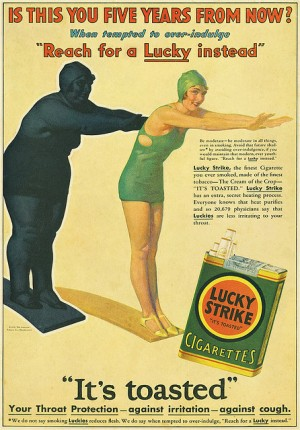 IS THIS YOU FIVE YEARS FROM NOW?
When tempted to over-indulge
"Reach for a Lucky instead"
Be moderate—be moderate in all things,
even in smoking. Avoid that future shad-
ow* by avoiding over-indulgence, if you
would maintain that modern, ever-youth-
ful figure. "Reach for a Lucky instead."
Lucky Strike, the finest Cigarette
you ever smoked, made of the finest
tobacco—The Cream of the Crop—
"IT'S TOASTED." Lucky Strike
has an extra, secret heating process.
Everyone knows that heat purifies
and so 20,679 physicians say that
Luckies are less irritating to your
throat.
LUCKY
STRIKE
"IT'S TOASTED"
CIGARETTES
"It's toasted"
Your Throat Protection—against irritation—against cough.
*We do not say smoking Luckies reduces flesh. We do say when tempted to over-indulge, "Reach for a Lucky instead."